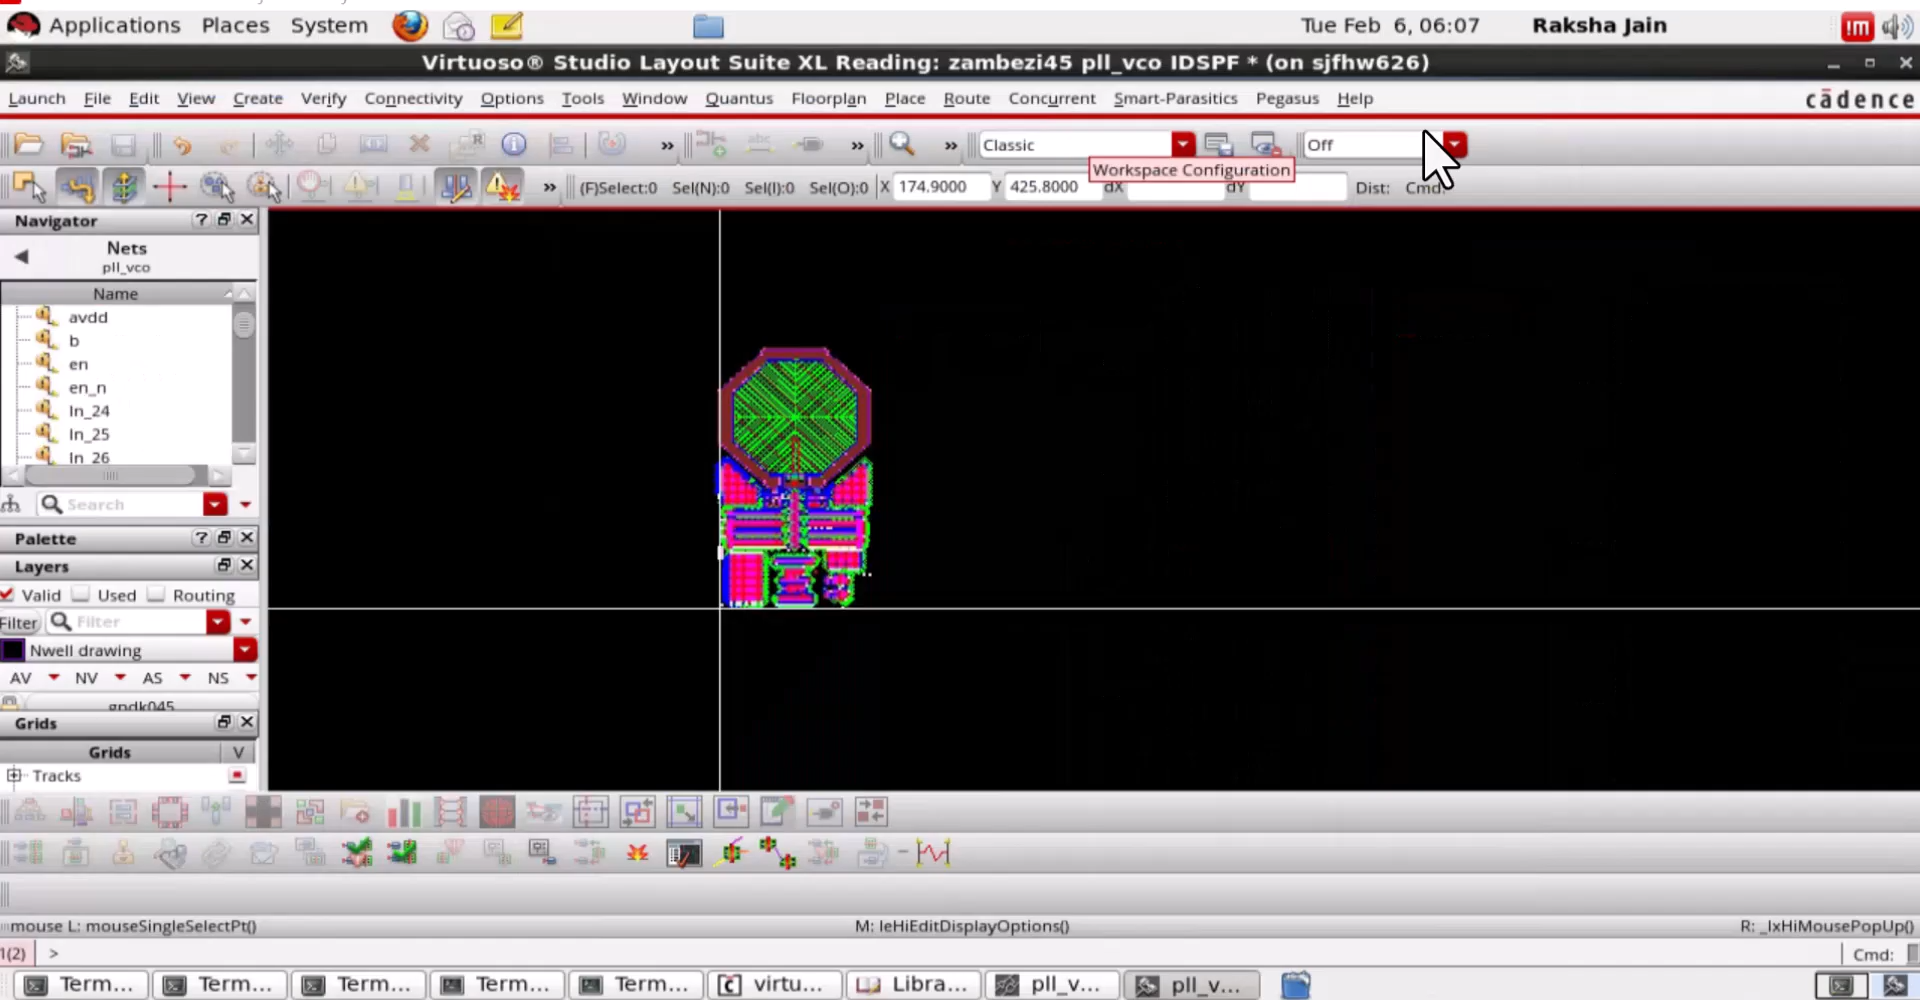 Applications Places System Tue Feb 6, 06:07 Raksha Jain
Virtuoso® Studio Layout Suite XL Reading: zambezi45 pll_vco IDSPF * (on sjfhw626)
Launch File Edit View Create Verify Connectivity Options Tools Window Quantus Floorplan Place Route Concurrent Smart-Parasitics Pegasus Help cādence
» » » Classic Off
Workspace Configuration
» (F)Select:0 Sel(N):0 Sel(I):0 Sel(O):0 X 174.9000 Y 425.8000 dX dY Dist: Cmd:
Navigator
Nets
pll_vco
Name
avdd
b
en
en_n
ln_24
ln_25
ln_26
Search
Palette
Layers
Valid Used Routing
Filter Filter
Nwell drawing
AV NV AS NS
gpdk045
Grids
Grids V
Tracks
mouse L: mouseSingleSelectPt() M: leHiEditDisplayOptions() R: _lxHiMousePopUp()
1(2) > Cmd:
Term... Term... Term... Term... Term... virtu... Libra... pll_v... pll_v...